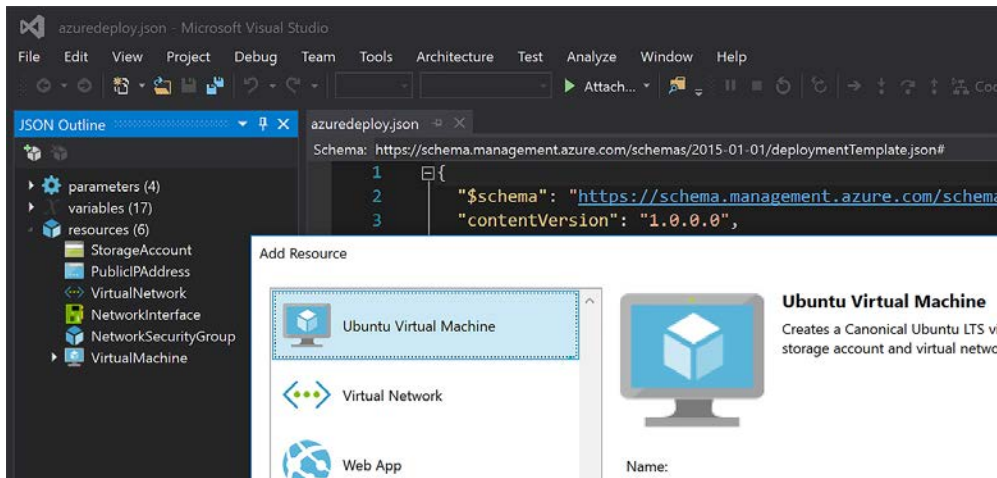 azuredeploy.json - Microsoft Visual Studio
File Edit View Project Debug Team Tools Architecture Test Analyze Window Help
Attach...
JSON Outline
azuredeploy.json
Schema: https://schema.management.azure.com/schemas/2015-01-01/deploymentTemplate.json#
parameters (4)
variables (17)
resources (6)
StorageAccount
PublicIPAddress
VirtualNetwork
NetworkInterface
NetworkSecurityGroup
VirtualMachine
1 {
2 "$schema": "https://schema.management.azure.com/schema
3 "contentVersion": "1.0.0.0",
Add Resource
Ubuntu Virtual Machine
Virtual Network
Web App
Ubuntu Virtual Machine
Creates a Canonical Ubuntu LTS
storage account and virtual
Name: